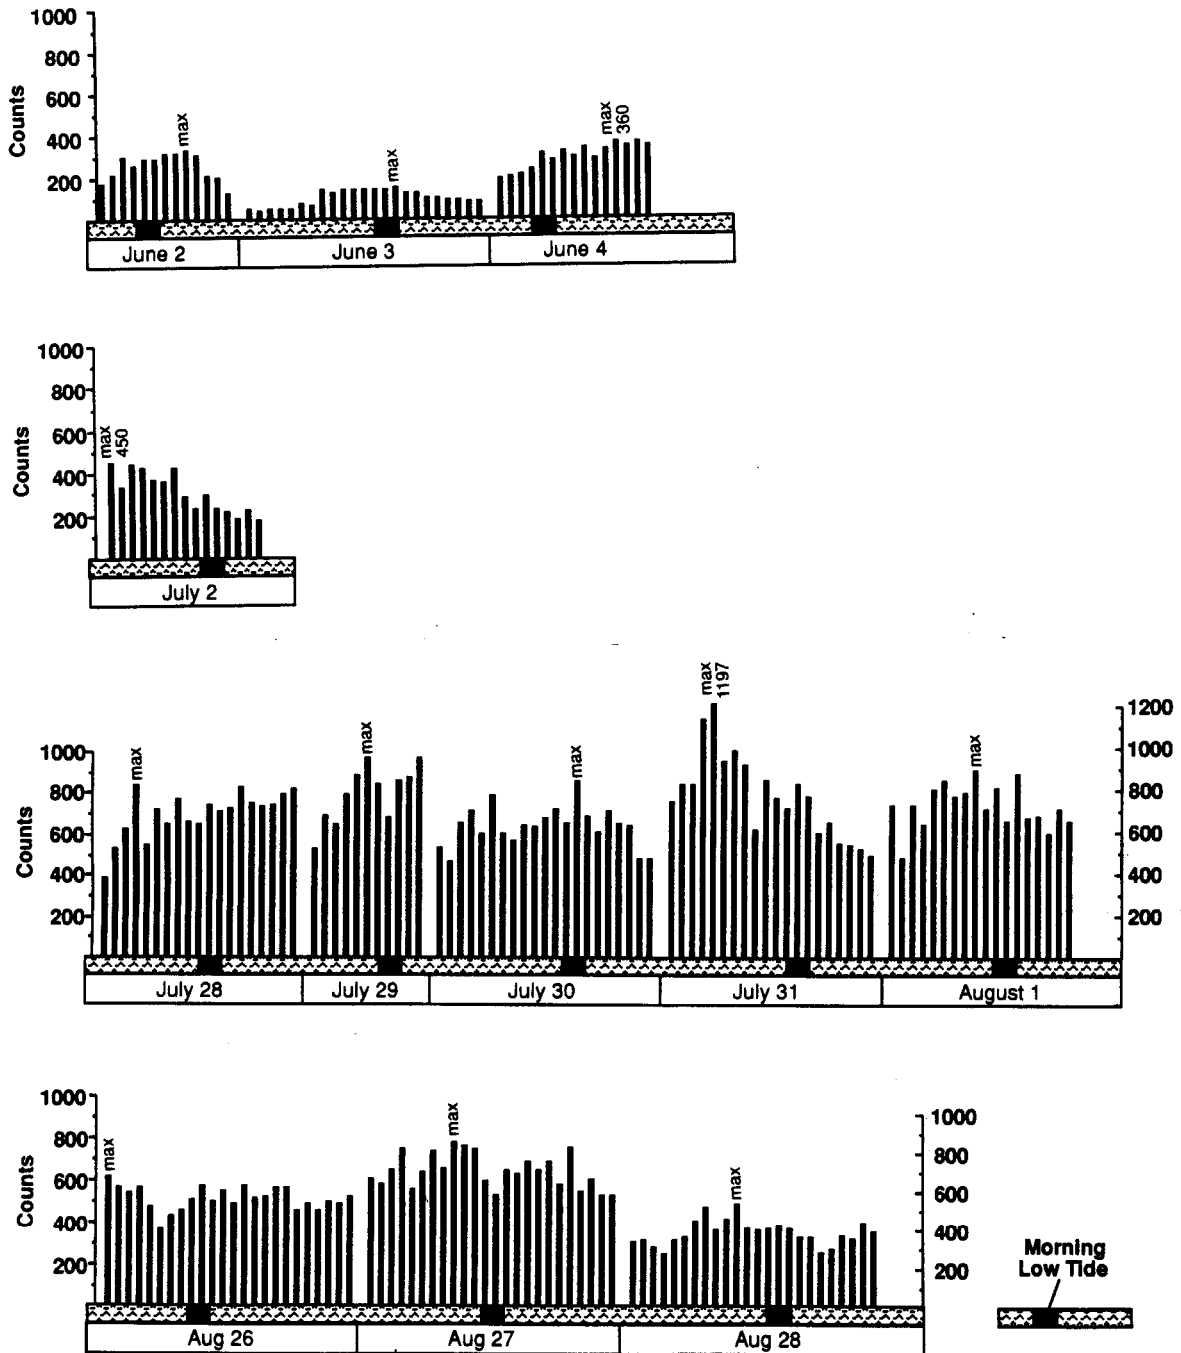 1000
800
600
400
200
Counts
max
max
max
360
June 2
June 3
June 4
1000
800
600
400
200
Counts
max
450
July 2
1000
800
600
400
200
Counts
max
max
max
max
1197
max
1200
1000
800
600
400
200
July 28
July 29
July 30
July 31
August 1
1000
800
600
400
200
Counts
max
max
max
1000
800
600
400
200
Aug 26
Aug 27
Aug 28
Morning
Low Tide